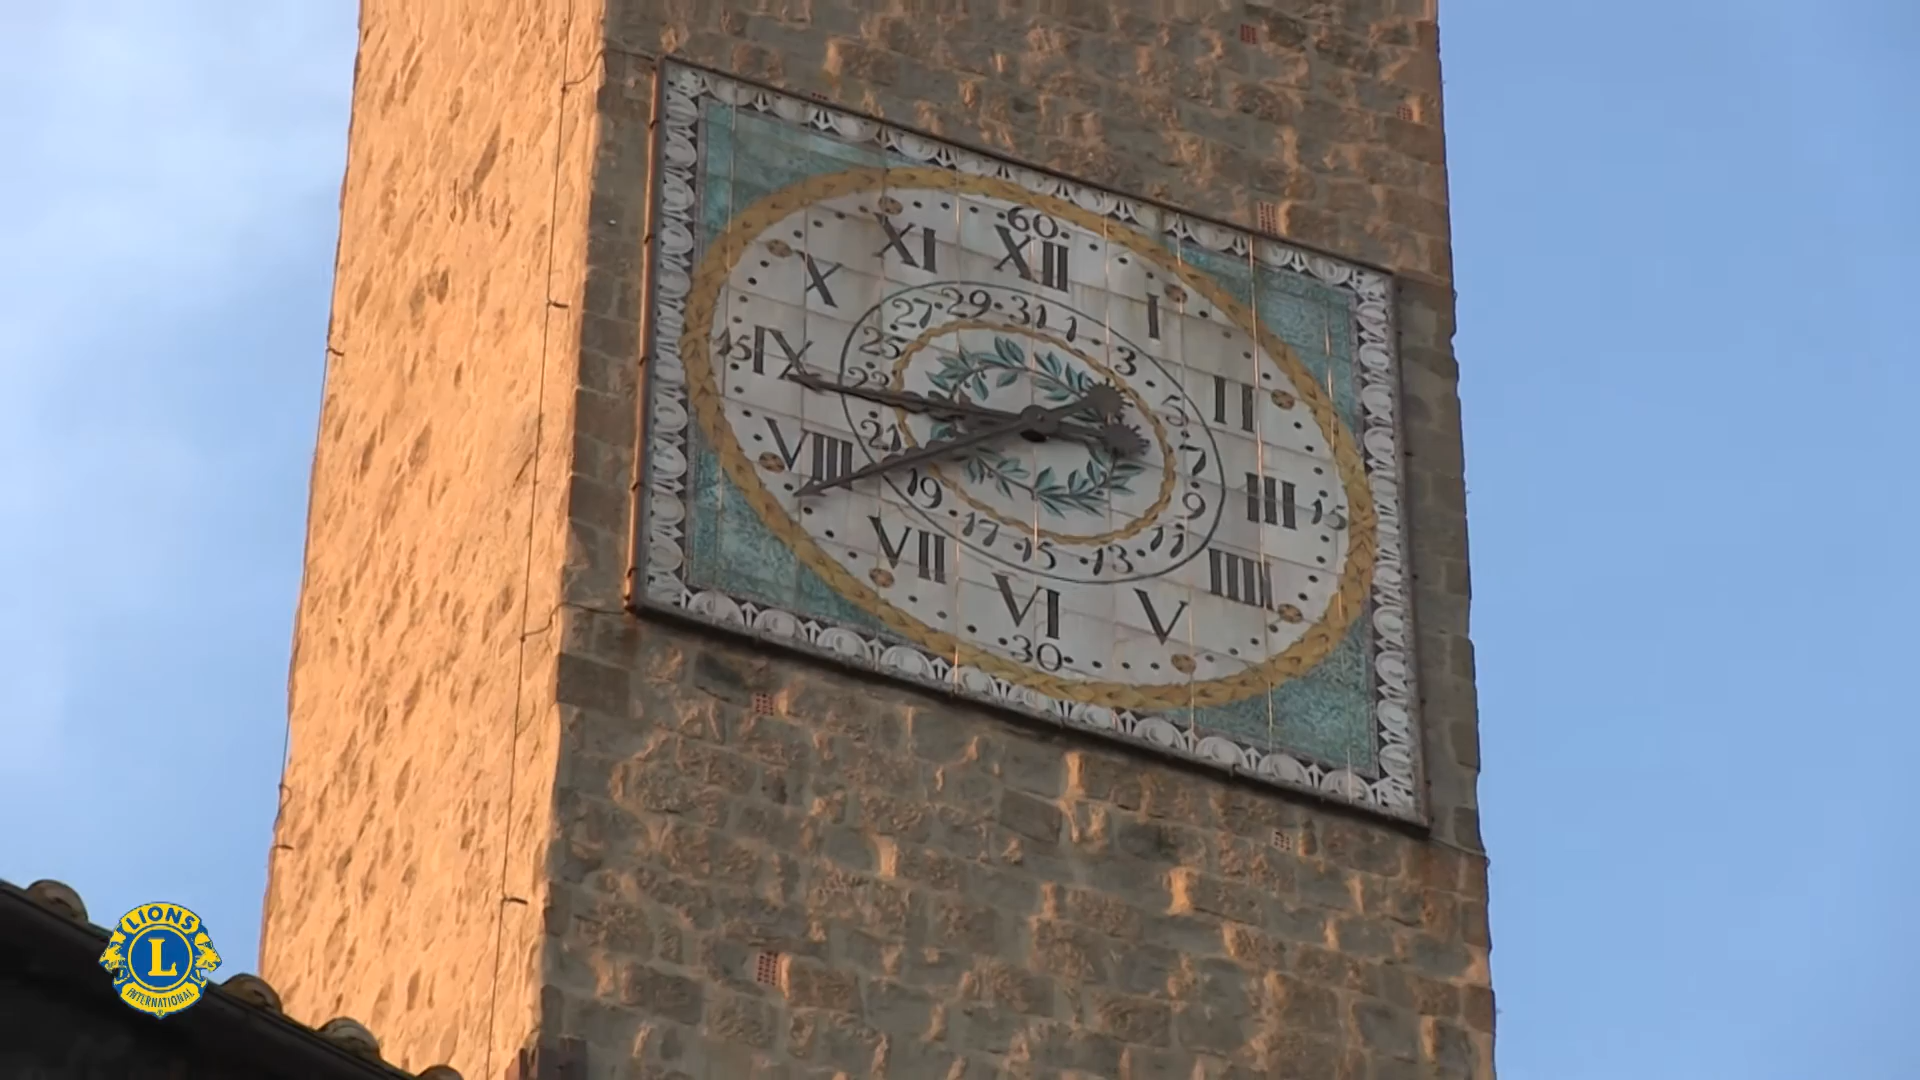 60
XII
XI
I
X
II
45 IX
III 15
VIII
IIII
VII
V
VI
30
27 · 29 · 31 · 1 · 3 · 5 · 7 · 9 · 11 · 13 · 15 · 17 · 19 · 21
25
LIONS
L
INTERNATIONAL